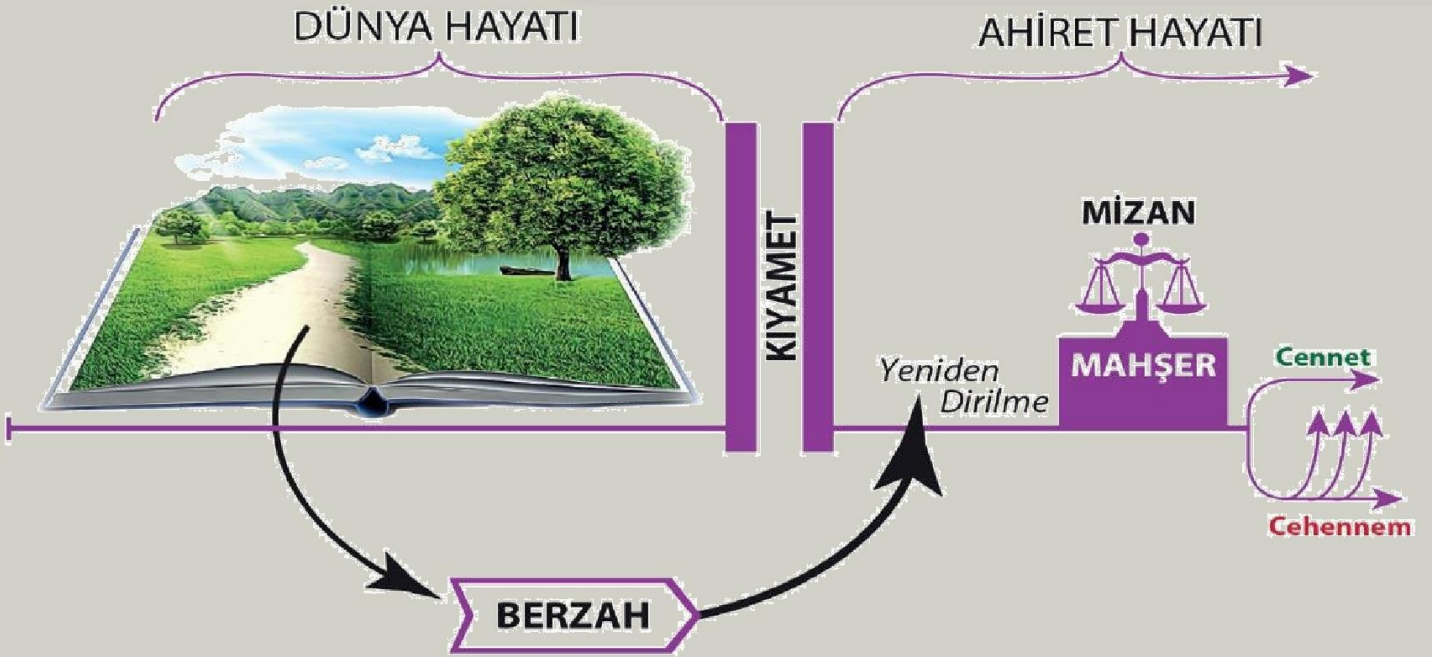 DÜNYA HAYATI
AHİRET HAYATI
KIYAMET
MİZAN
MAHŞER
Yeniden
Dirilme
Cennet
Cehennem
BERZAH